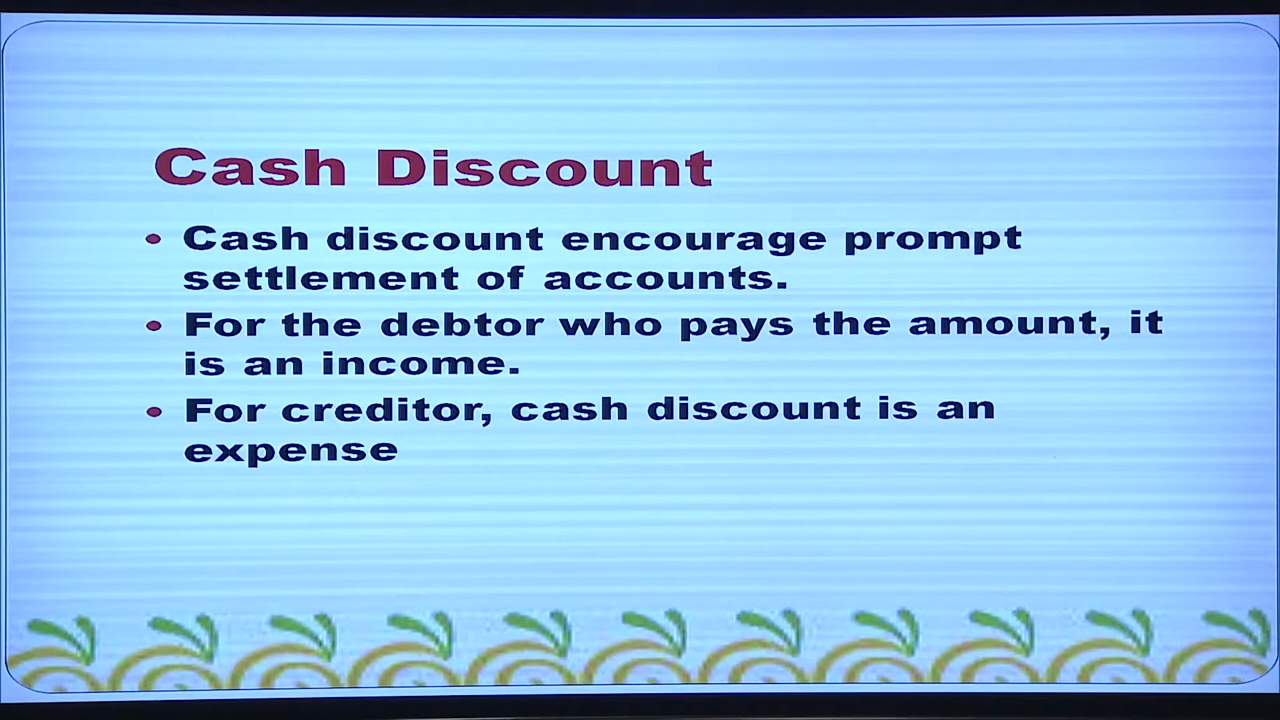 Cash Discount
• Cash discount encourage prompt
settlement of accounts.
• For the debtor who pays the amount, it
is an income.
• For creditor, cash discount is an
expense